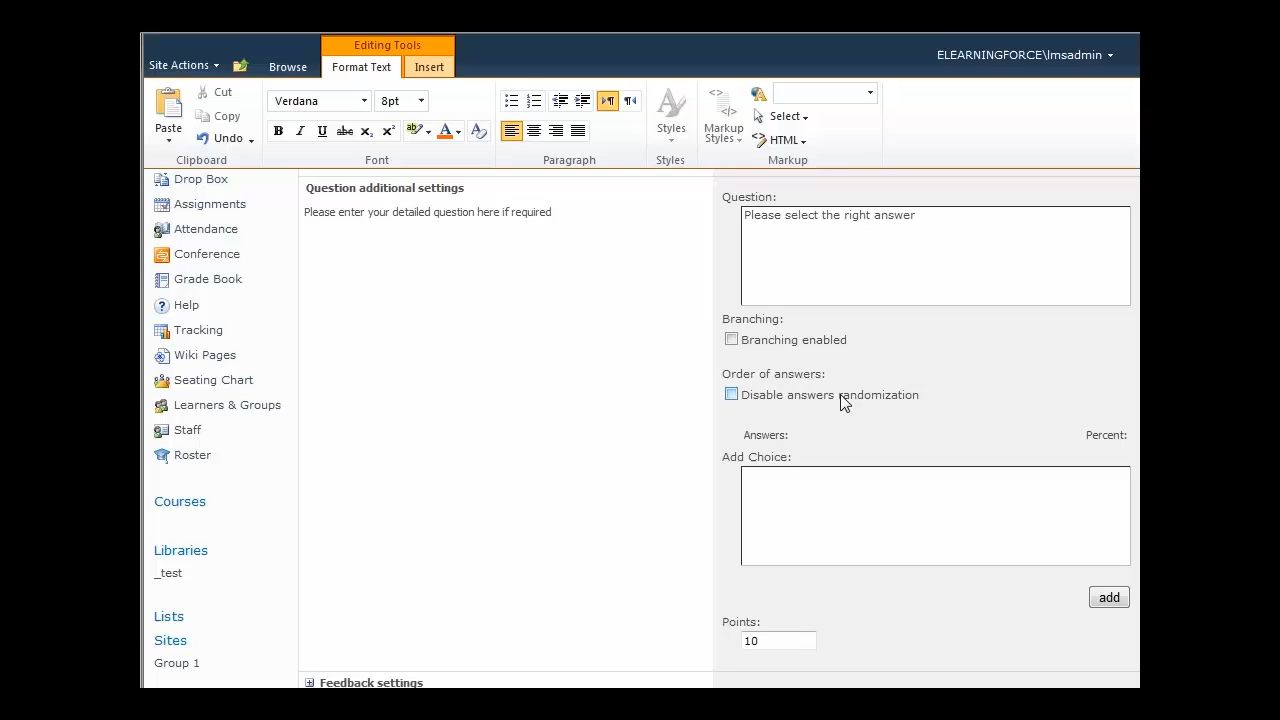 Editing Tools
ELEARNINGFORCE\lmsadmin
Site Actions
Browse
Format Text
Insert
Paste
Cut
Copy
Undo
Clipboard
Verdana
8pt
B I U abc x₂ x²
ab A A
Font
Paragraph
Styles
Styles
Markup
Styles
Select
HTML
Markup
Drop Box
Assignments
Attendance
Conference
Grade Book
Help
Tracking
Wiki Pages
Seating Chart
Learners & Groups
Staff
Roster
Courses
Libraries
_test
Lists
Sites
Group 1
Question additional settings
Please enter your detailed question here if required
Question:
Please select the right answer
Branching:
Branching enabled
Order of answers:
Disable answers randomization
Answers: Percent:
Add Choice:
add
Points:
10
Feedback settings